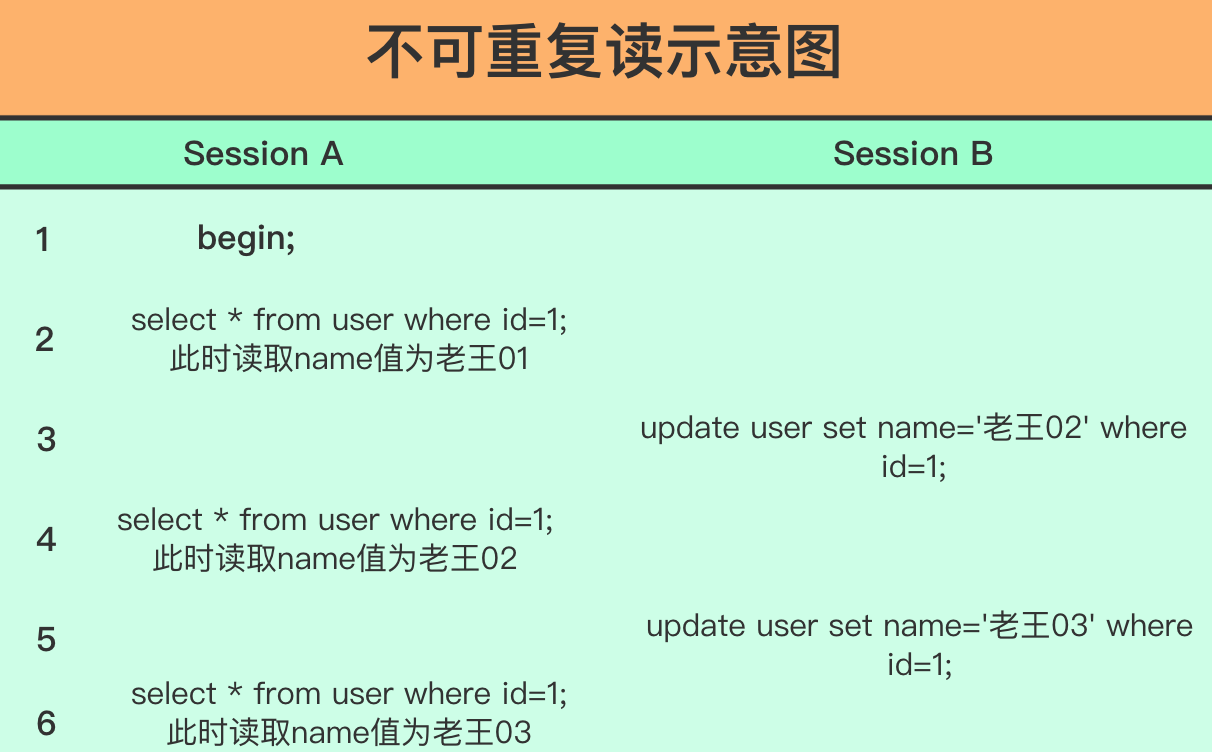 不可重复读示意图
Session A
Session B
1
begin;
2
select * from user where id=1;
此时读取name值为老王01
3
update user set name='老王02' where
id=1;
4
select * from user where id=1;
此时读取name值为老王02
5
update user set name='老王03' where
id=1;
6
select * from user where id=1;
此时读取name值为老王03